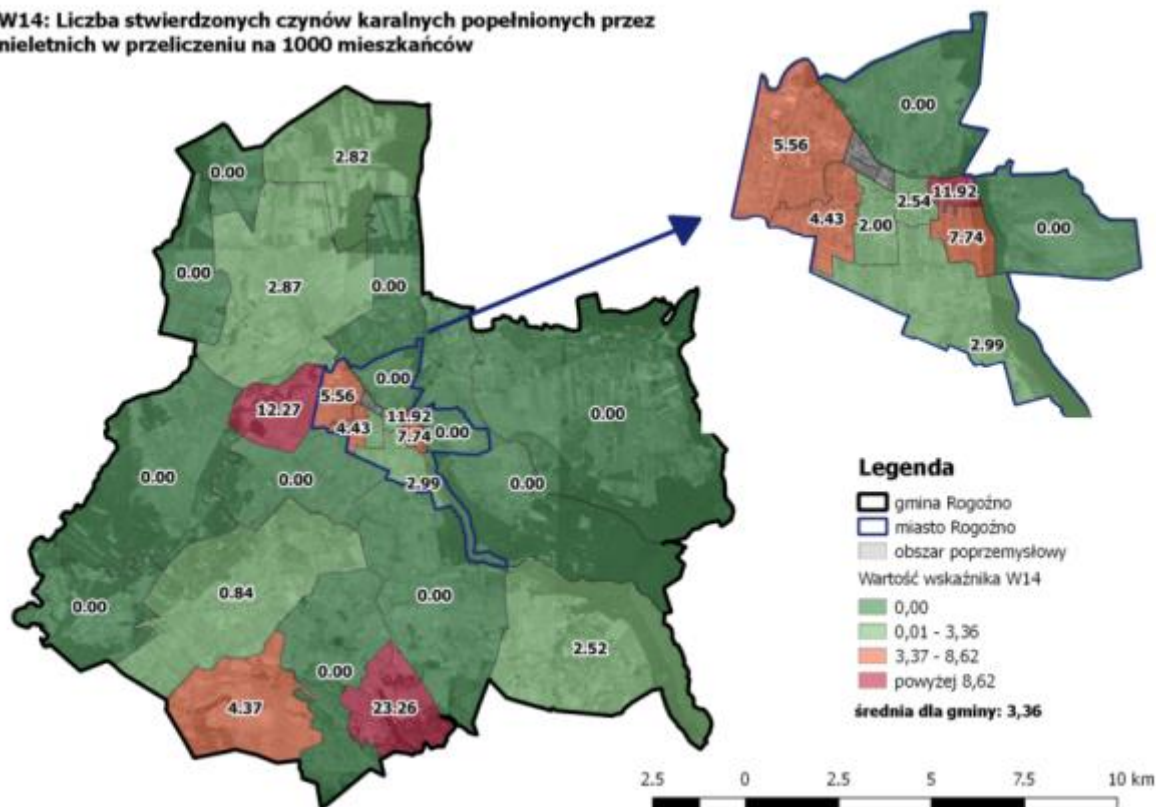 W14: Liczba stwierdzonych czynów karalnych popełnionych przez
nieletnich w przeliczeniu na 1000 mieszkańców
0.00
2.82
0.00
2.87
0.00
12.27
5.56
0.00
4.43
11.92
7.74
0.00
0.00
0.00
0.00
2.99
0.00
0.00
0.84
0.00
2.52
0.00
4.37
23.26
0.00
5.56
11.92
2.54
4.43
2.00
7.74
0.00
2.99
Legenda
gmina Rogoźno
miasto Rogoźno
obszar poprzemysłowy
Wartość wskaźnika W14
0,00
0,01 - 3,36
3,37 - 8,62
powyżej 8,62
średnia dla gminy: 3,36
2.5 0 2.5 5 7.5 10 km